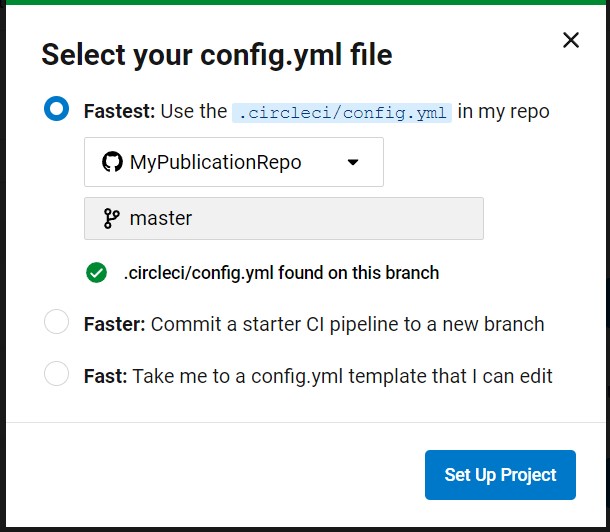 Select your config.yml file
Fastest: Use the .circleci/config.yml in my repo
MyPublicationRepo
master
.circleci/config.yml found on this branch
Faster: Commit a starter CI pipeline to a new branch
Fast: Take me to a config.yml template that I can edit
Set Up Project